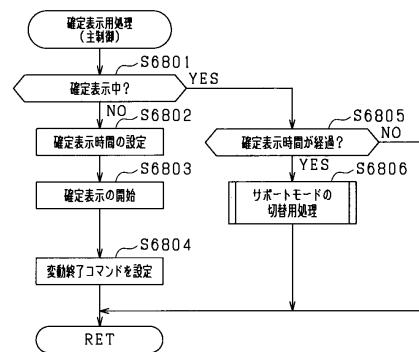 確定表示用処理
(主制御)
S6801
確定表示中?
YES
NO
S6802
確定表示時間の設定
S6803
確定表示の開始
S6804
変動終了コマンドを設定
S6805
確定表示時間が経過?
NO
YES
S6806
サポートモードの
切替用処理
RET